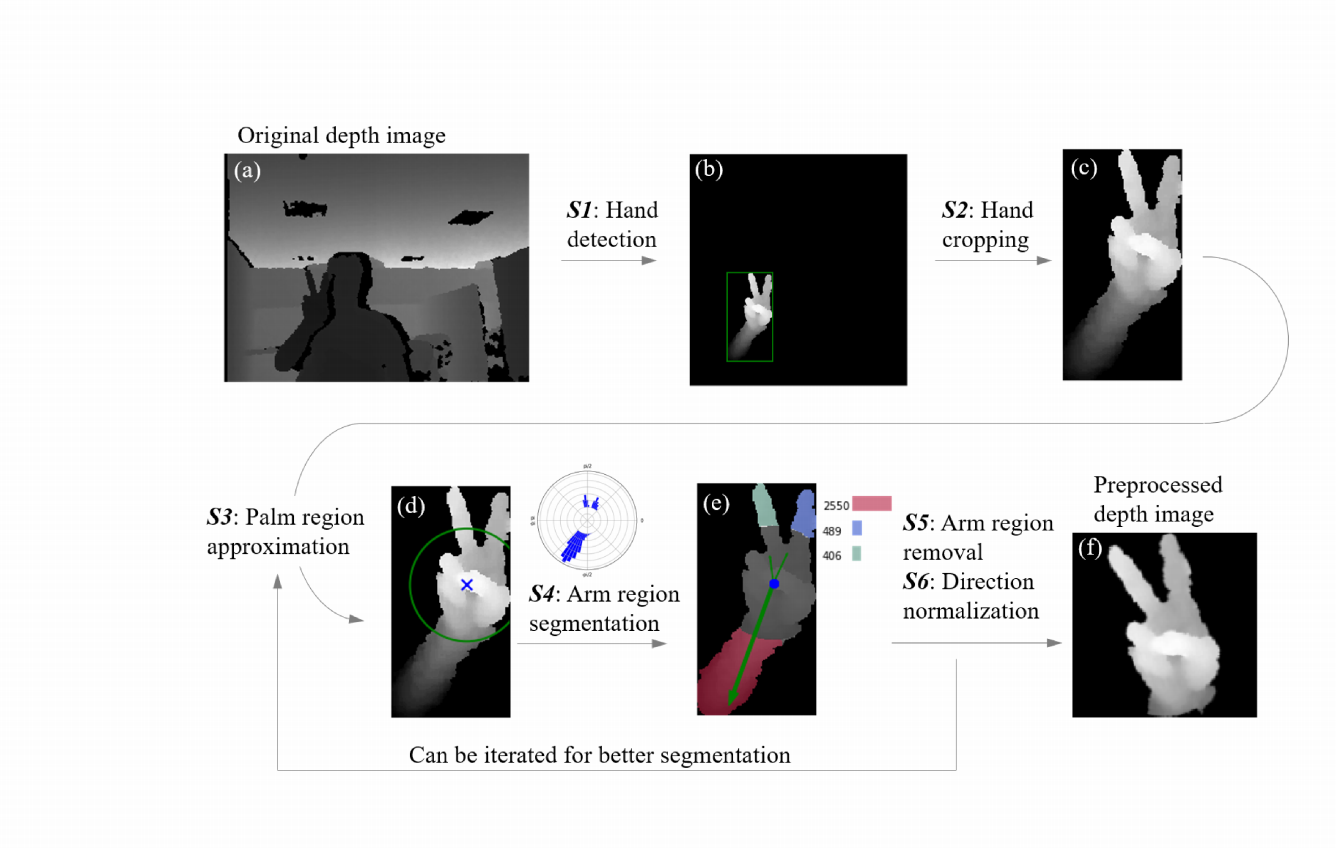 Original depth image
(a)
S1: Hand
detection
(b)
S2: Hand
cropping
(c)
S3: Palm region
approximation
(d)
S4: Arm region
segmentation
(e)
2550
489
406
S5: Arm region
removal
S6: Direction
normalization
Preprocessed
depth image
(f)
Can be iterated for better segmentation